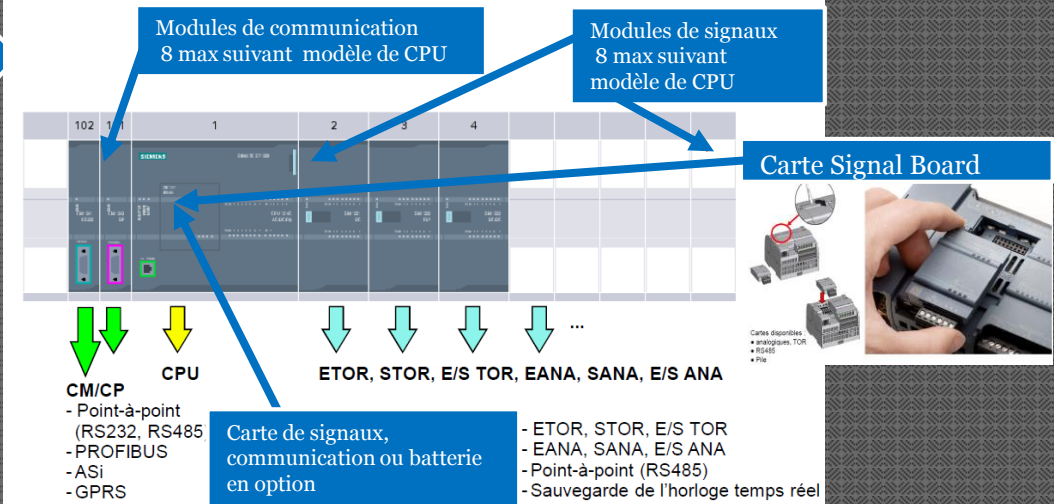 Modules de communication
8 max suivant modèle de CPU
Modules de signaux
8 max suivant
modèle de CPU
102
1
2
3
4
SIEMENS
Carte Signal Board
Cartes disponibles :
• analogiques, TOR
• RS485
• Pile
...
CM/CP
- Point-à-point
(RS232, RS485)
- PROFIBUS
- ASi
- GPRS
CPU
ETOR, STOR, E/S TOR, EANA, SANA, E/S ANA
Carte de signaux,
communication ou batterie
en option
- ETOR, STOR, E/S TOR
- EANA, SANA, E/S ANA
- Point-à-point (RS485)
- Sauvegarde de l'horloge temps réel